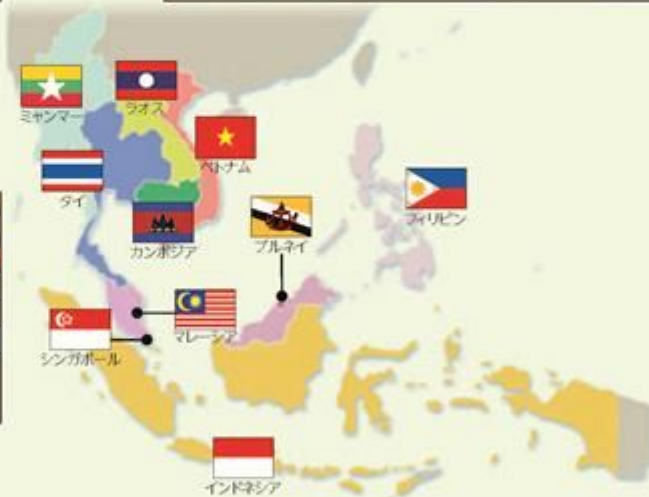 ミャンマー
ラオス
ベトナム
タイ
カンボジア
ブルネイ
フィリピン
マレーシア
シンガポール
インドネシア